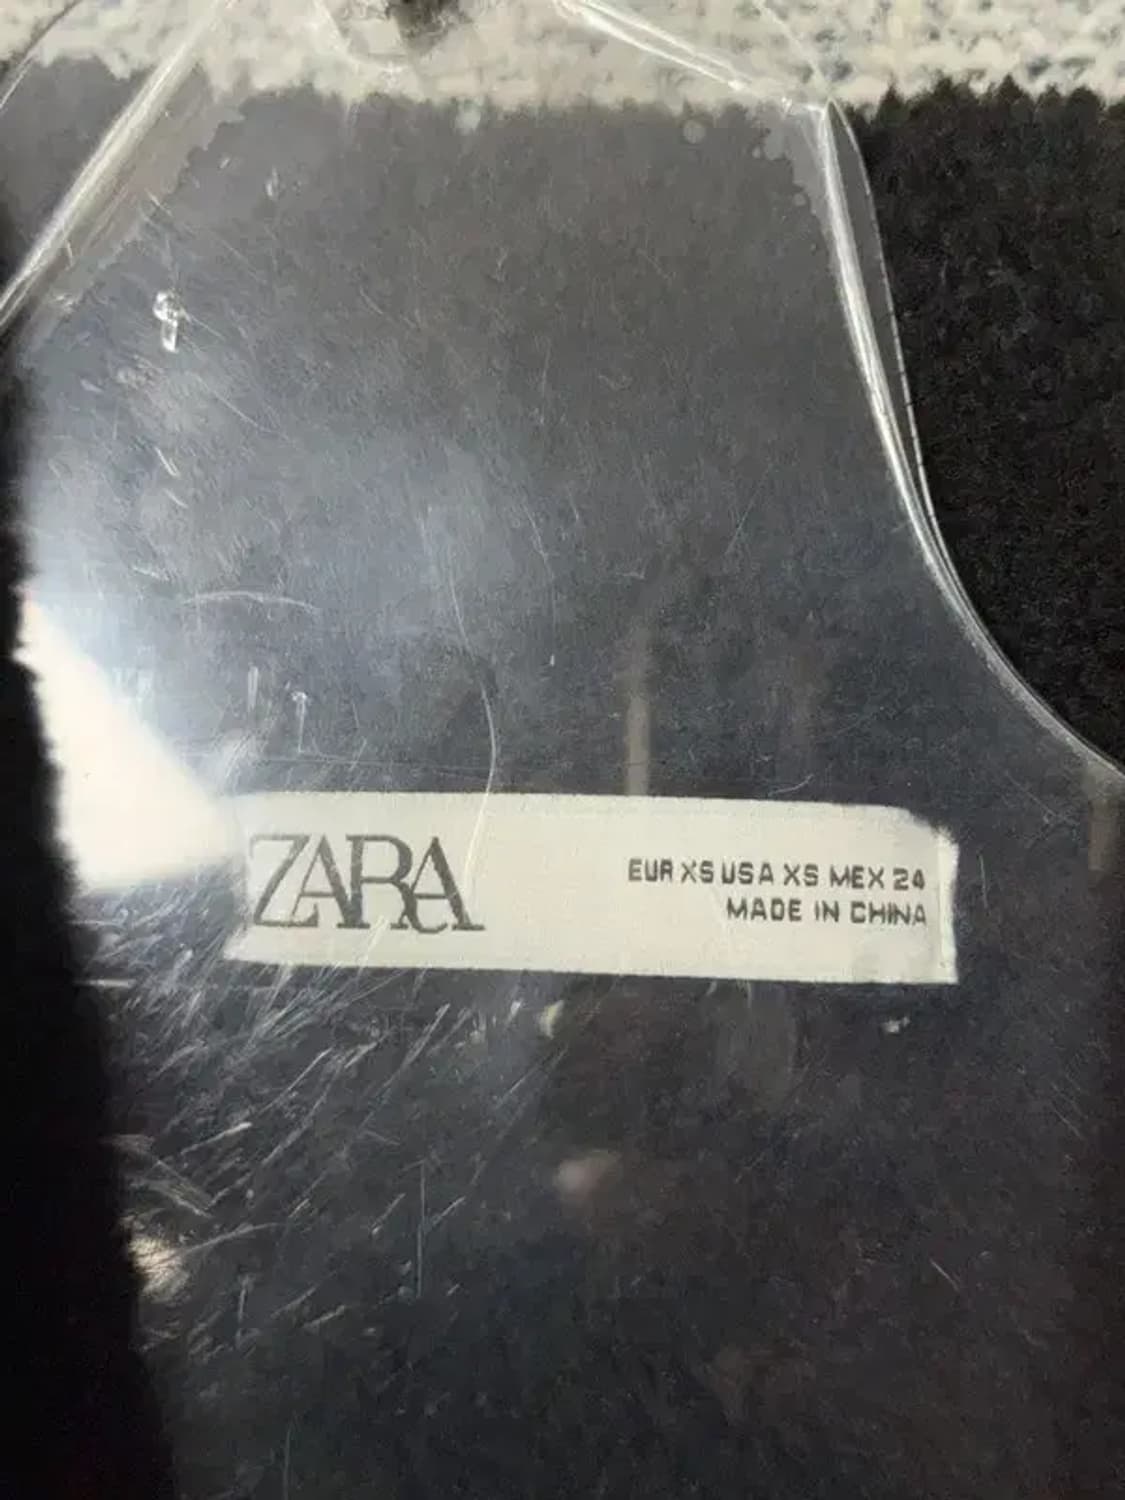 ZARA
EUR XS USA XS MEX 24
MADE IN CHINA